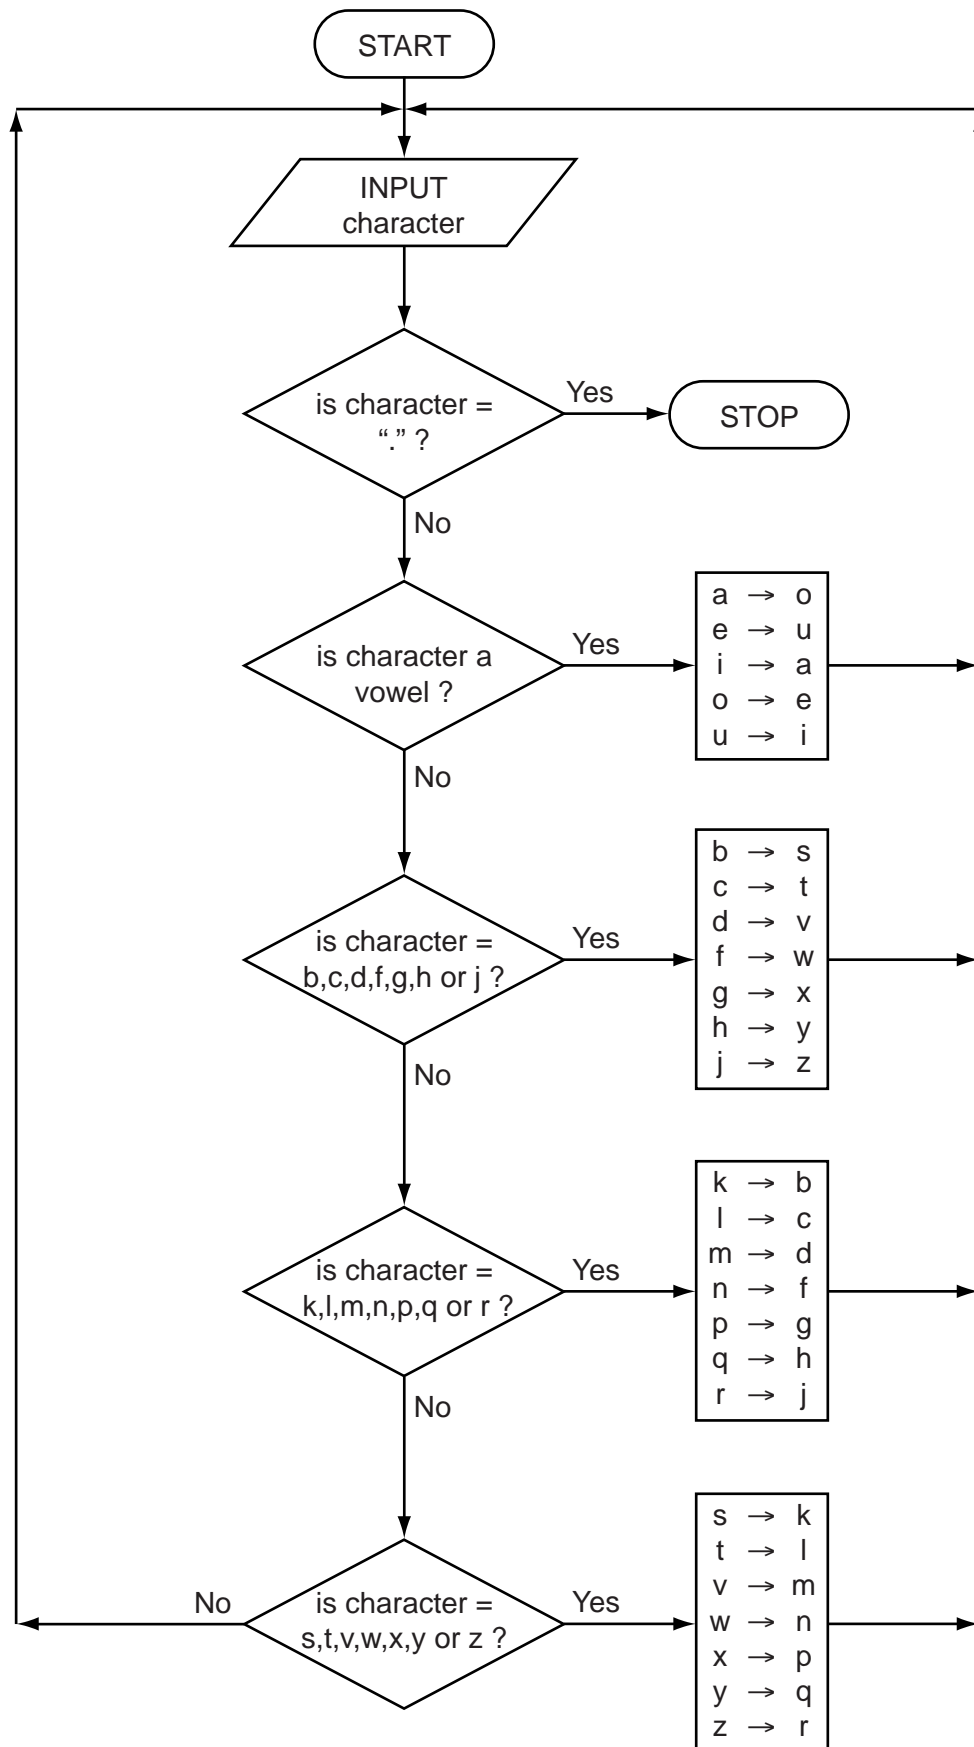 START
INPUT
character
is character =
“.” ?
Yes
STOP
No
is character a
vowel ?
Yes
a → o
e → u
i → a
o → e
u → i
No
is character =
b,c,d,f,g,h or j ?
Yes
b → s
c → t
d → v
f → w
g → x
h → y
j → z
No
is character =
k,l,m,n,p,q or r ?
Yes
k → b
l → c
m → d
n → f
p → g
q → h
r → j
No
No
is character =
s,t,v,w,x,y or z ?
Yes
s → k
t → l
v → m
w → n
x → p
y → q
z → r